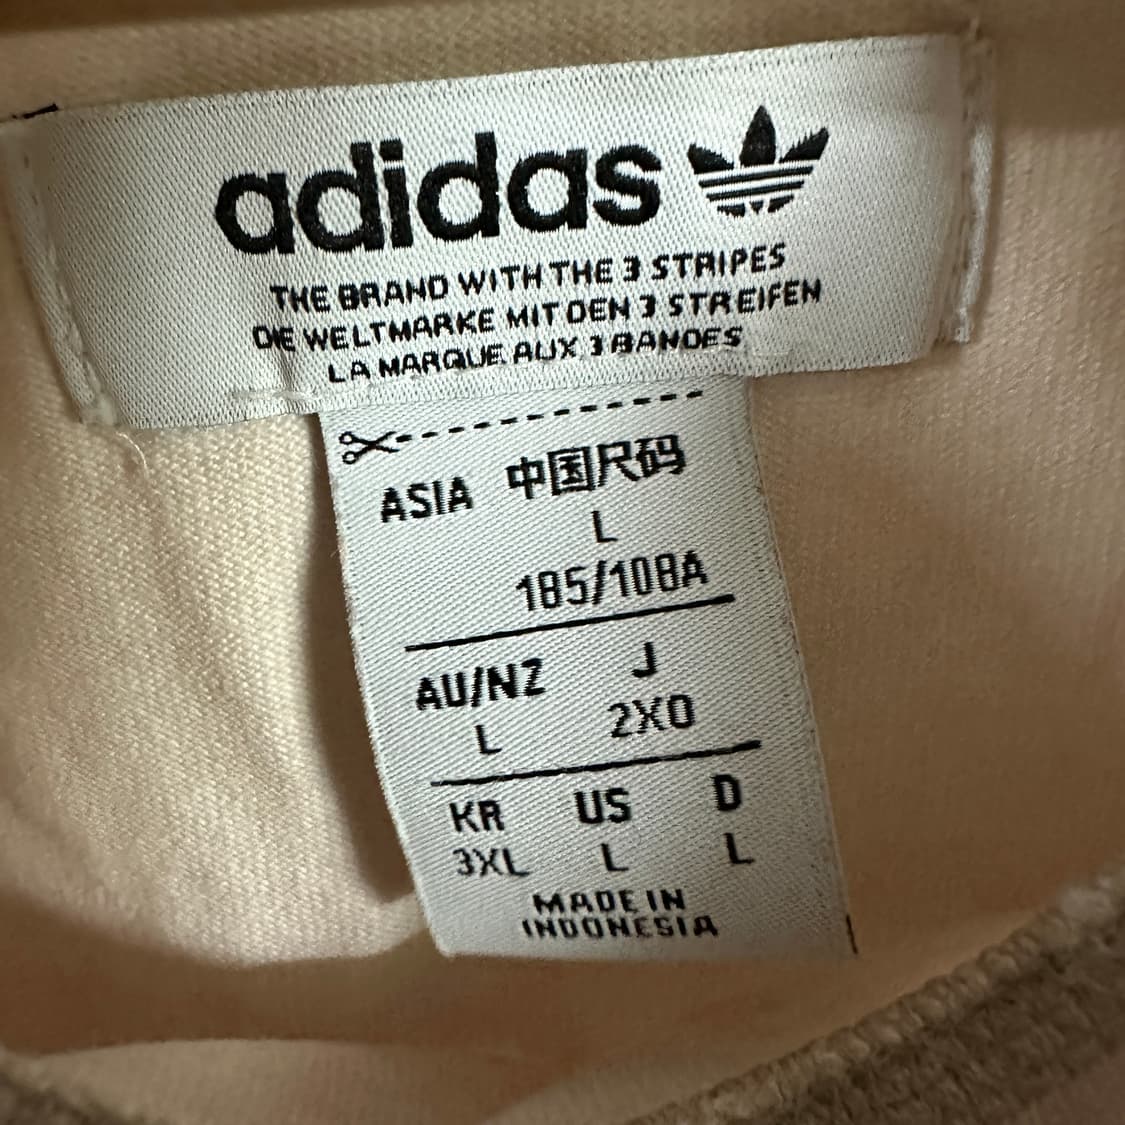 adidas
THE BRAND WITH THE 3 STRIPES
DIE WELTMARKE MIT DEN 3 STREIFEN
LA MARQUE AUX 3 BANDES
ASIA 中国尺码
L
185/108A
AU/NZ J
L 2XO
KR US D
3XL L L
MADE IN
INDONESIA